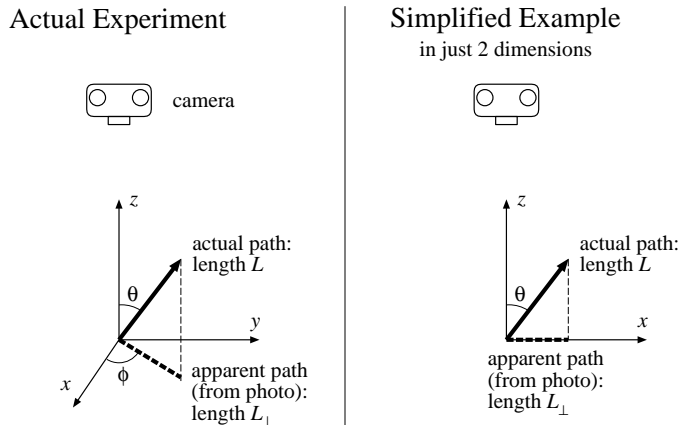 Actual Experiment
camera
z
actual path:
length L
θ
y
x
ϕ
apparent path
(from photo):
length L⊥
Simplified Example
in just 2 dimensions
z
actual path:
length L
θ
x
apparent path
(from photo):
length L⊥